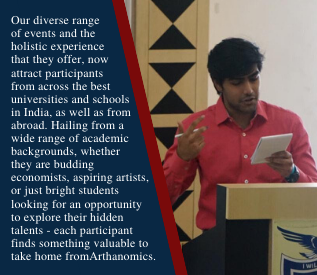 Our diverse range
of events and the
holistic experience
that they offer, now
attract participants
from across the best
universities and schools
in India, as well as from
abroad. Hailing from a
wide range of academic
backgrounds, whether
they are budding
economists, aspiring artists,
or just bright students
looking for an opportunity
to explore their hidden
talents - each participant
finds something valuable to
take home fromArthanomics.
I WIL